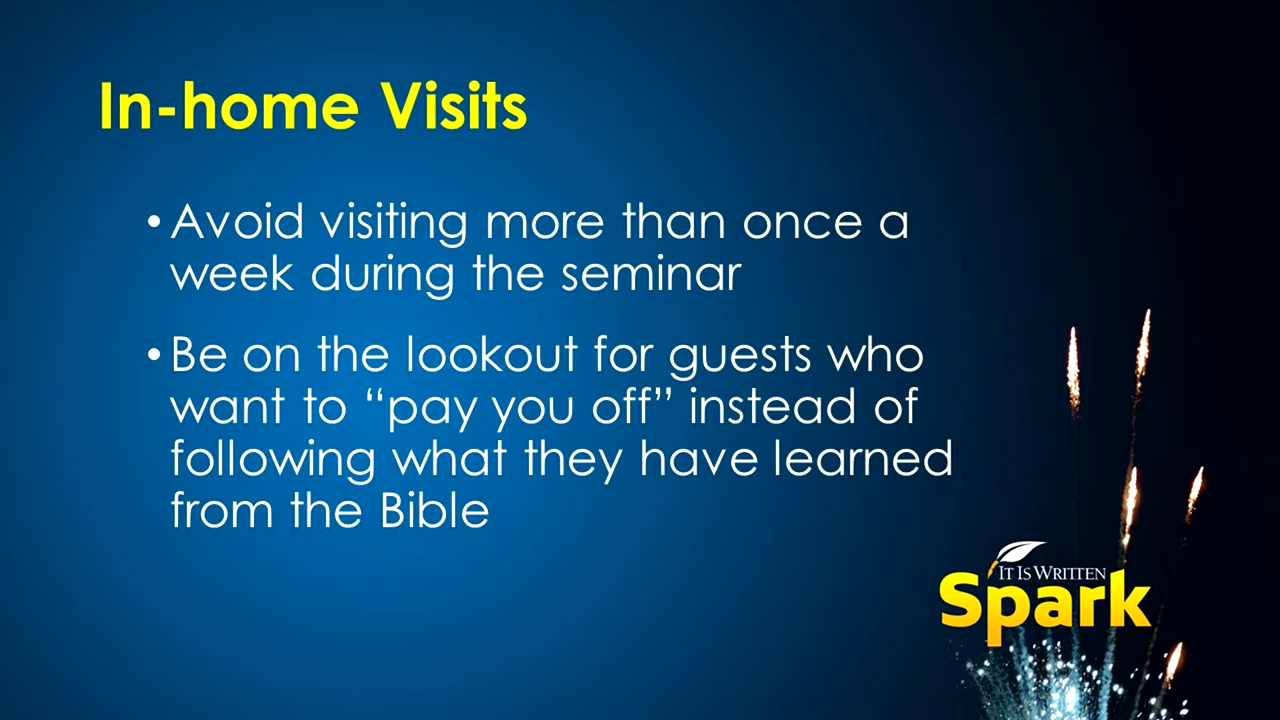 In-home Visits
• Avoid visiting more than once a
week during the seminar
• Be on the lookout for guests who
want to “pay you off” instead of
following what they have learned
from the Bible
It Is Written
Spark